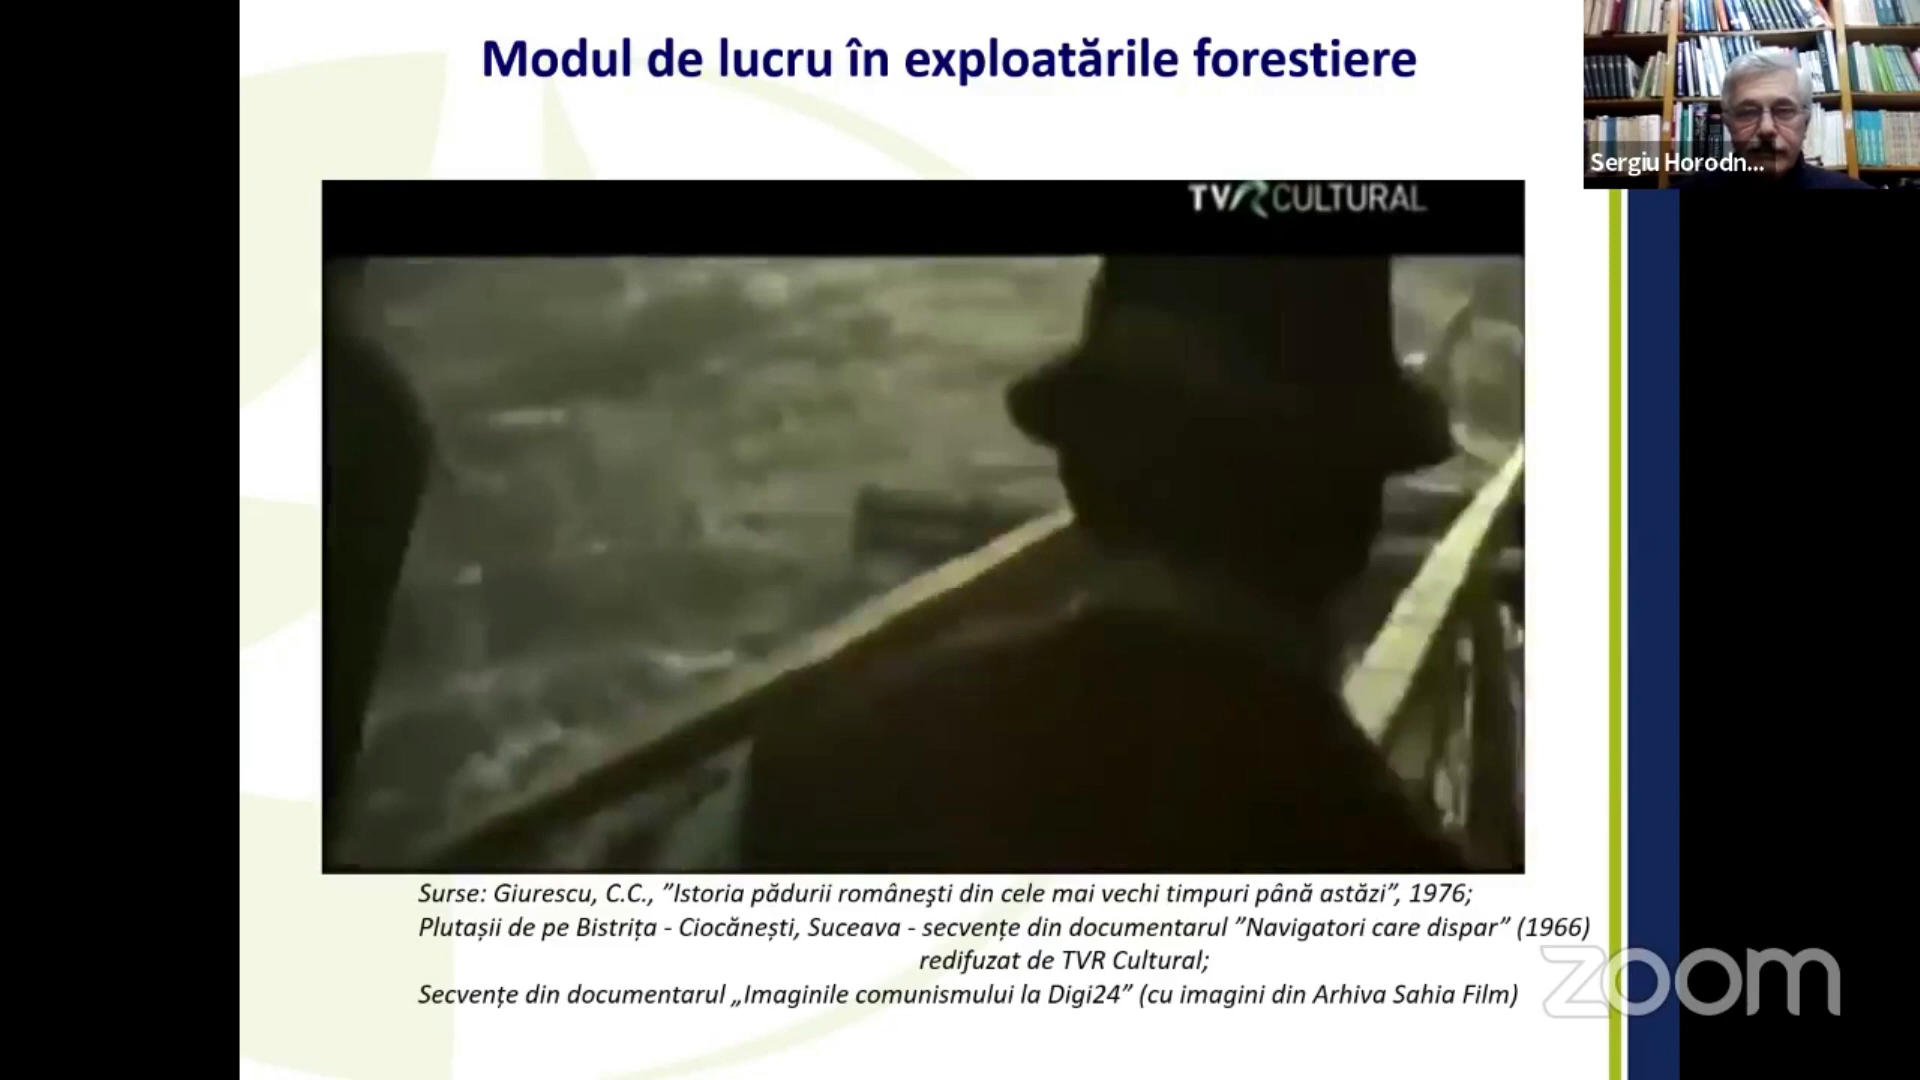 Modul de lucru în exploatările forestiere
Sergiu Horodn...
TVR CULTURAL
Surse: Giurescu, C.C., ”Istoria pădurii românești din cele mai vechi timpuri până astăzi”, 1976;
Plutașii de pe Bistrița - Ciocănești, Suceava - secvențe din documentarul ”Navigatori care dispar” (1966)
redifuzat de TVR Cultural;
Secvențe din documentarul „Imaginile comunismului la Digi24” (cu imagini din Arhiva Sahia Film)
zoom